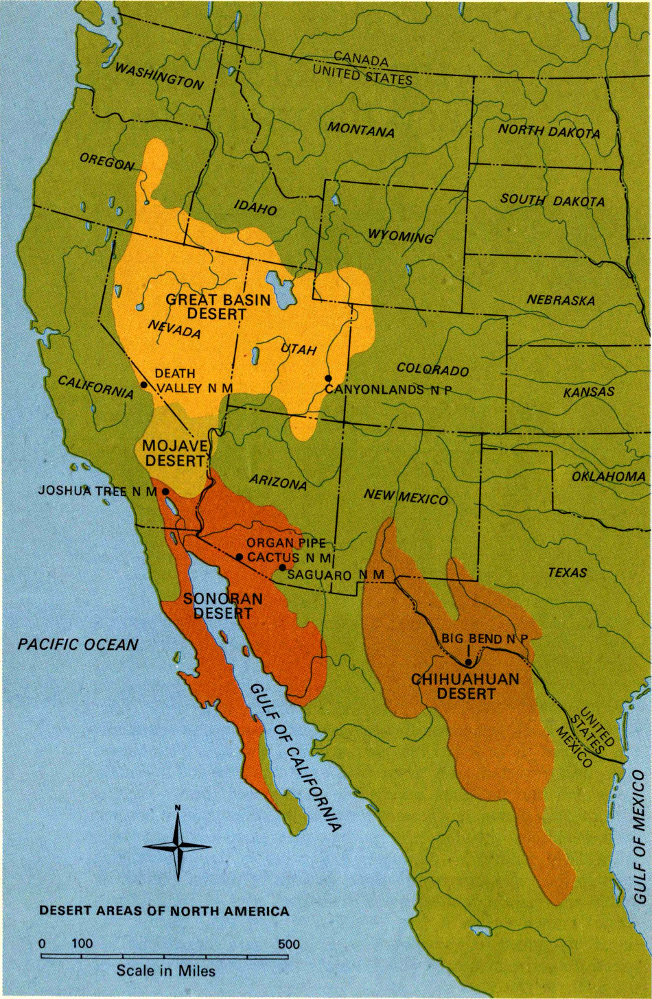 CANADA
UNITED STATES
WASHINGTON
MONTANA
NORTH DAKOTA
OREGON
IDAHO
SOUTH DAKOTA
WYOMING
GREAT BASIN
DESERT
NEBRASKA
NEVADA
UTAH
COLORADO
DEATH
VALLEY N M
CALIFORNIA
CANYONLANDS N P
KANSAS
MOJAVE
DESERT
ARIZONA
OKLAHOMA
JOSHUA TREE N M
NEW MEXICO
ORGAN PIPE
CACTUS N M
SAGUARO N M
TEXAS
SONORAN
DESERT
PACIFIC OCEAN
BIG BEND N P
CHIHUAHUAN
DESERT
GULF OF CALIFORNIA
UNITED
STATES
MEXICO
GULF OF MEXICO
N
DESERT AREAS OF NORTH AMERICA
0 100 500
Scale in Miles